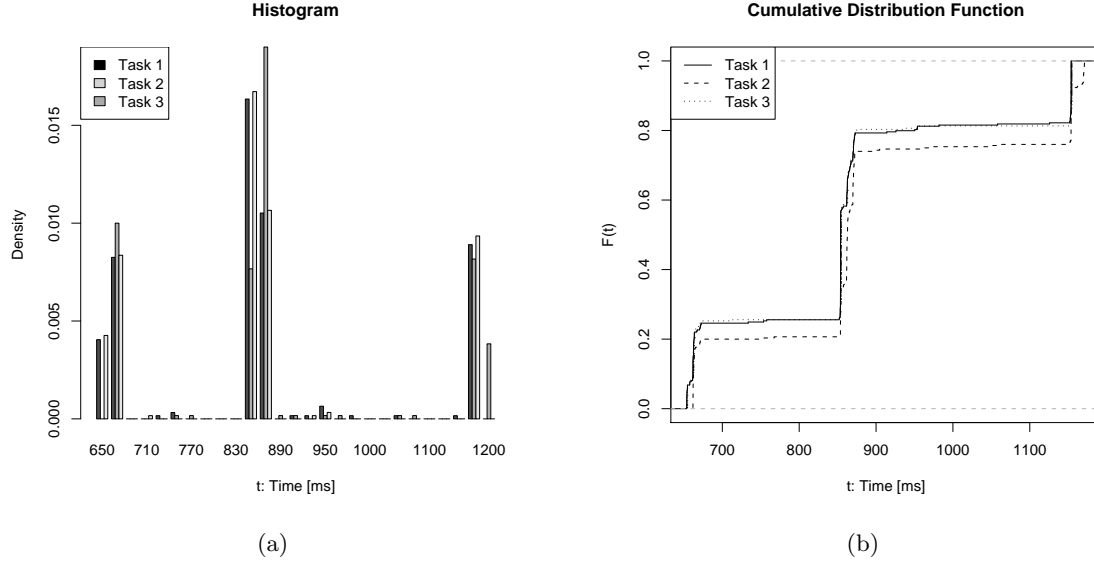 Histogram
Task 1
Task 2
Task 3
Density
0.000
0.005
0.010
0.015
650 710 770 830 890 950 1000 1100 1200
t: Time [ms]
(a)
Cumulative Distribution Function
Task 1
Task 2
Task 3
F(t)
0.0
0.2
0.4
0.6
0.8
1.0
700 800 900 1000 1100
t: Time [ms]
(b)